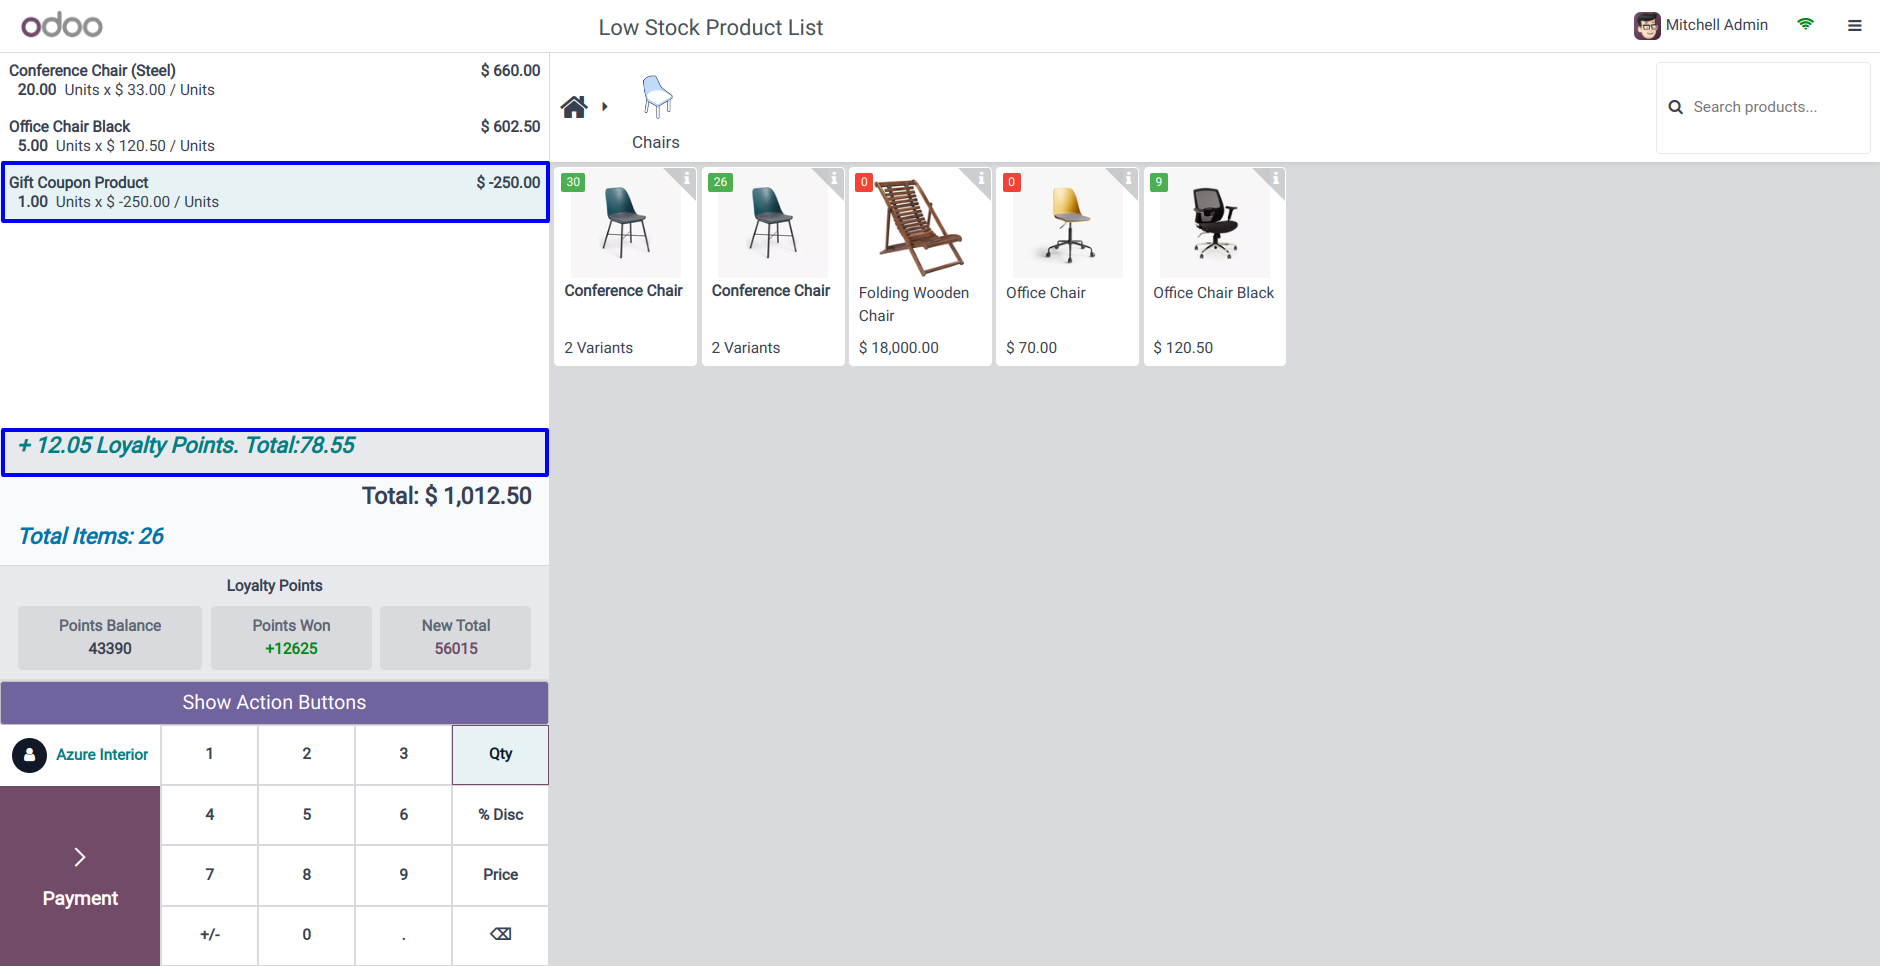 odoo
Low Stock Product List
Mitchell Admin
Conference Chair (Steel) $ 660.00
20.00 Units x $ 33.00 / Units
Office Chair Black $ 602.50
5.00 Units x $ 120.50 / Units
Gift Coupon Product $ -250.00
1.00 Units x $ -250.00 / Units
+ 12.05 Loyalty Points. Total:78.55
Total: $ 1,012.50
Total Items: 26
Loyalty Points
Points Balance
43390
Points Won
+12625
New Total
56015
Show Action Buttons
Azure Interior
Payment
1 2 3 Qty
4 5 6 % Disc
7 8 9 Price
+/- 0 . ⌫
Chairs
Search products...
30 i
Conference Chair
2 Variants
26 i
Conference Chair
2 Variants
0 i
Folding Wooden
Chair
$ 18,000.00
0 i
Office Chair
$ 70.00
9 i
Office Chair Black
$ 120.50